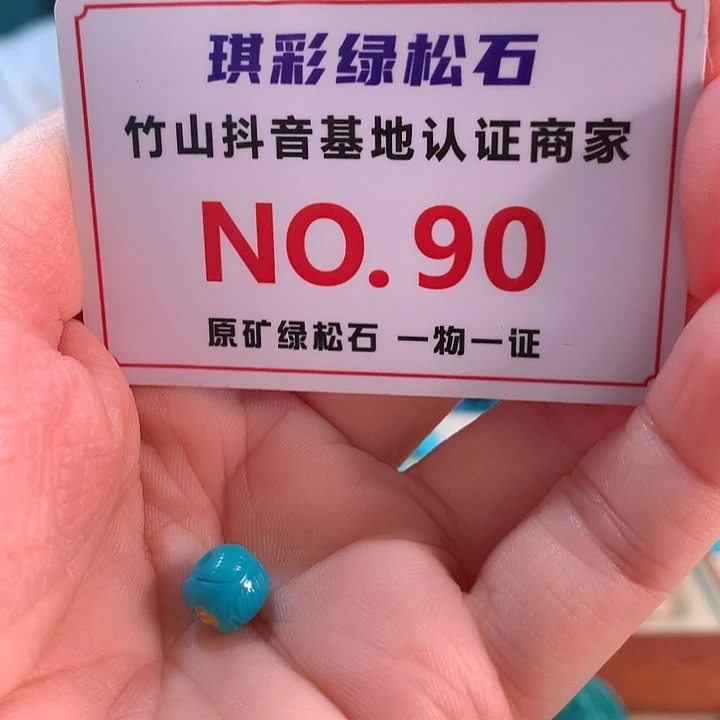 琪彩绿松石
竹山抖音基地认证商家
NO.90
原矿绿松石 一物一证